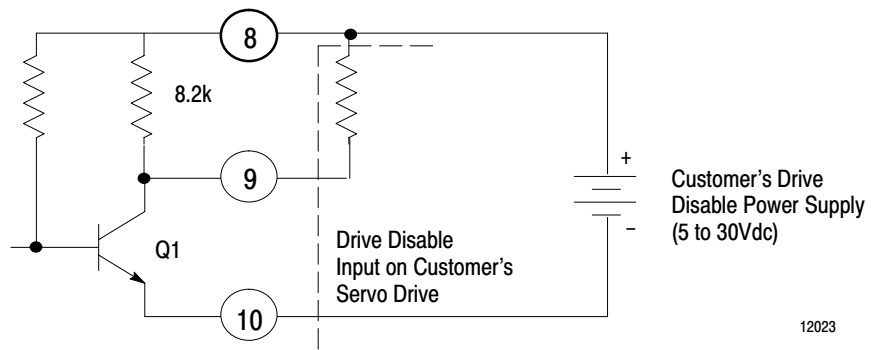 8
8.2k
9
+
Customer's Drive
Disable Power Supply
(5 to 30Vdc)
–
Q1
Drive Disable
Input on Customer's
Servo Drive
10
12023